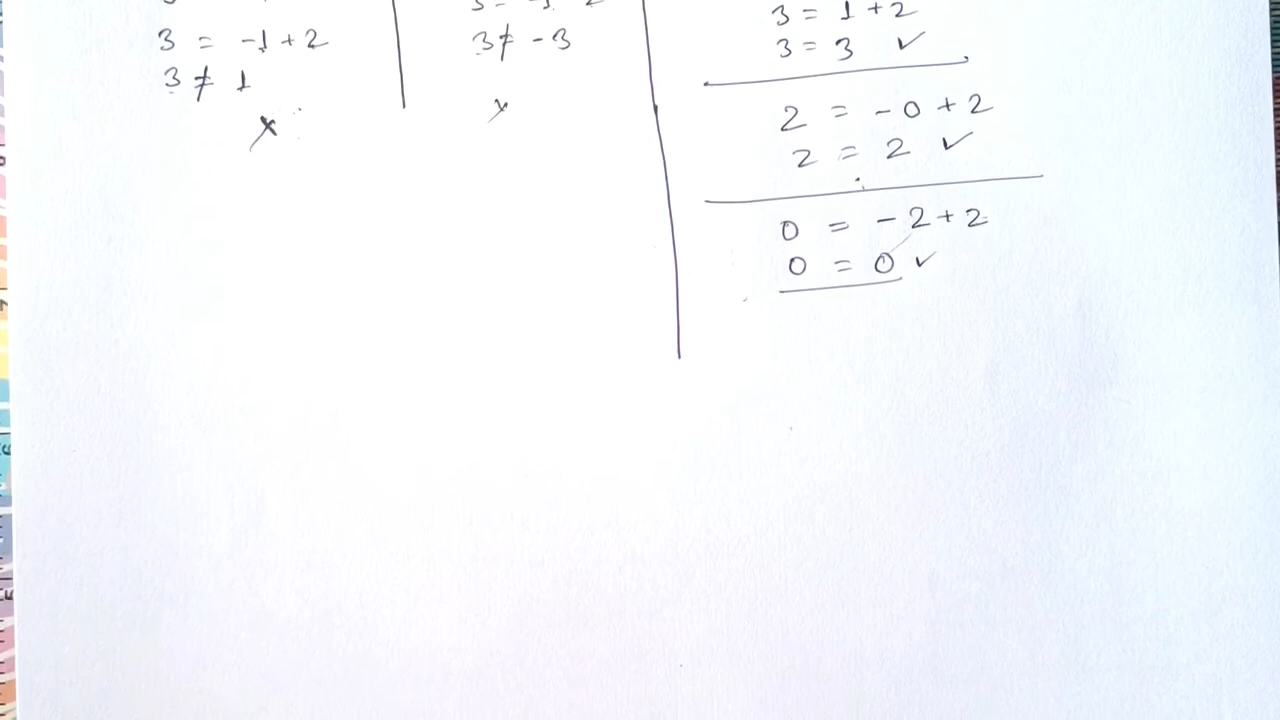 3 = -1 + 2
3 ≠ 1
x
3 ≠ - 3
x
3 = 1 + 2
3 = 3 ✓
2 = - 0 + 2
2 = 2 ✓
0 = - 2 + 2
0 = 0 ✓